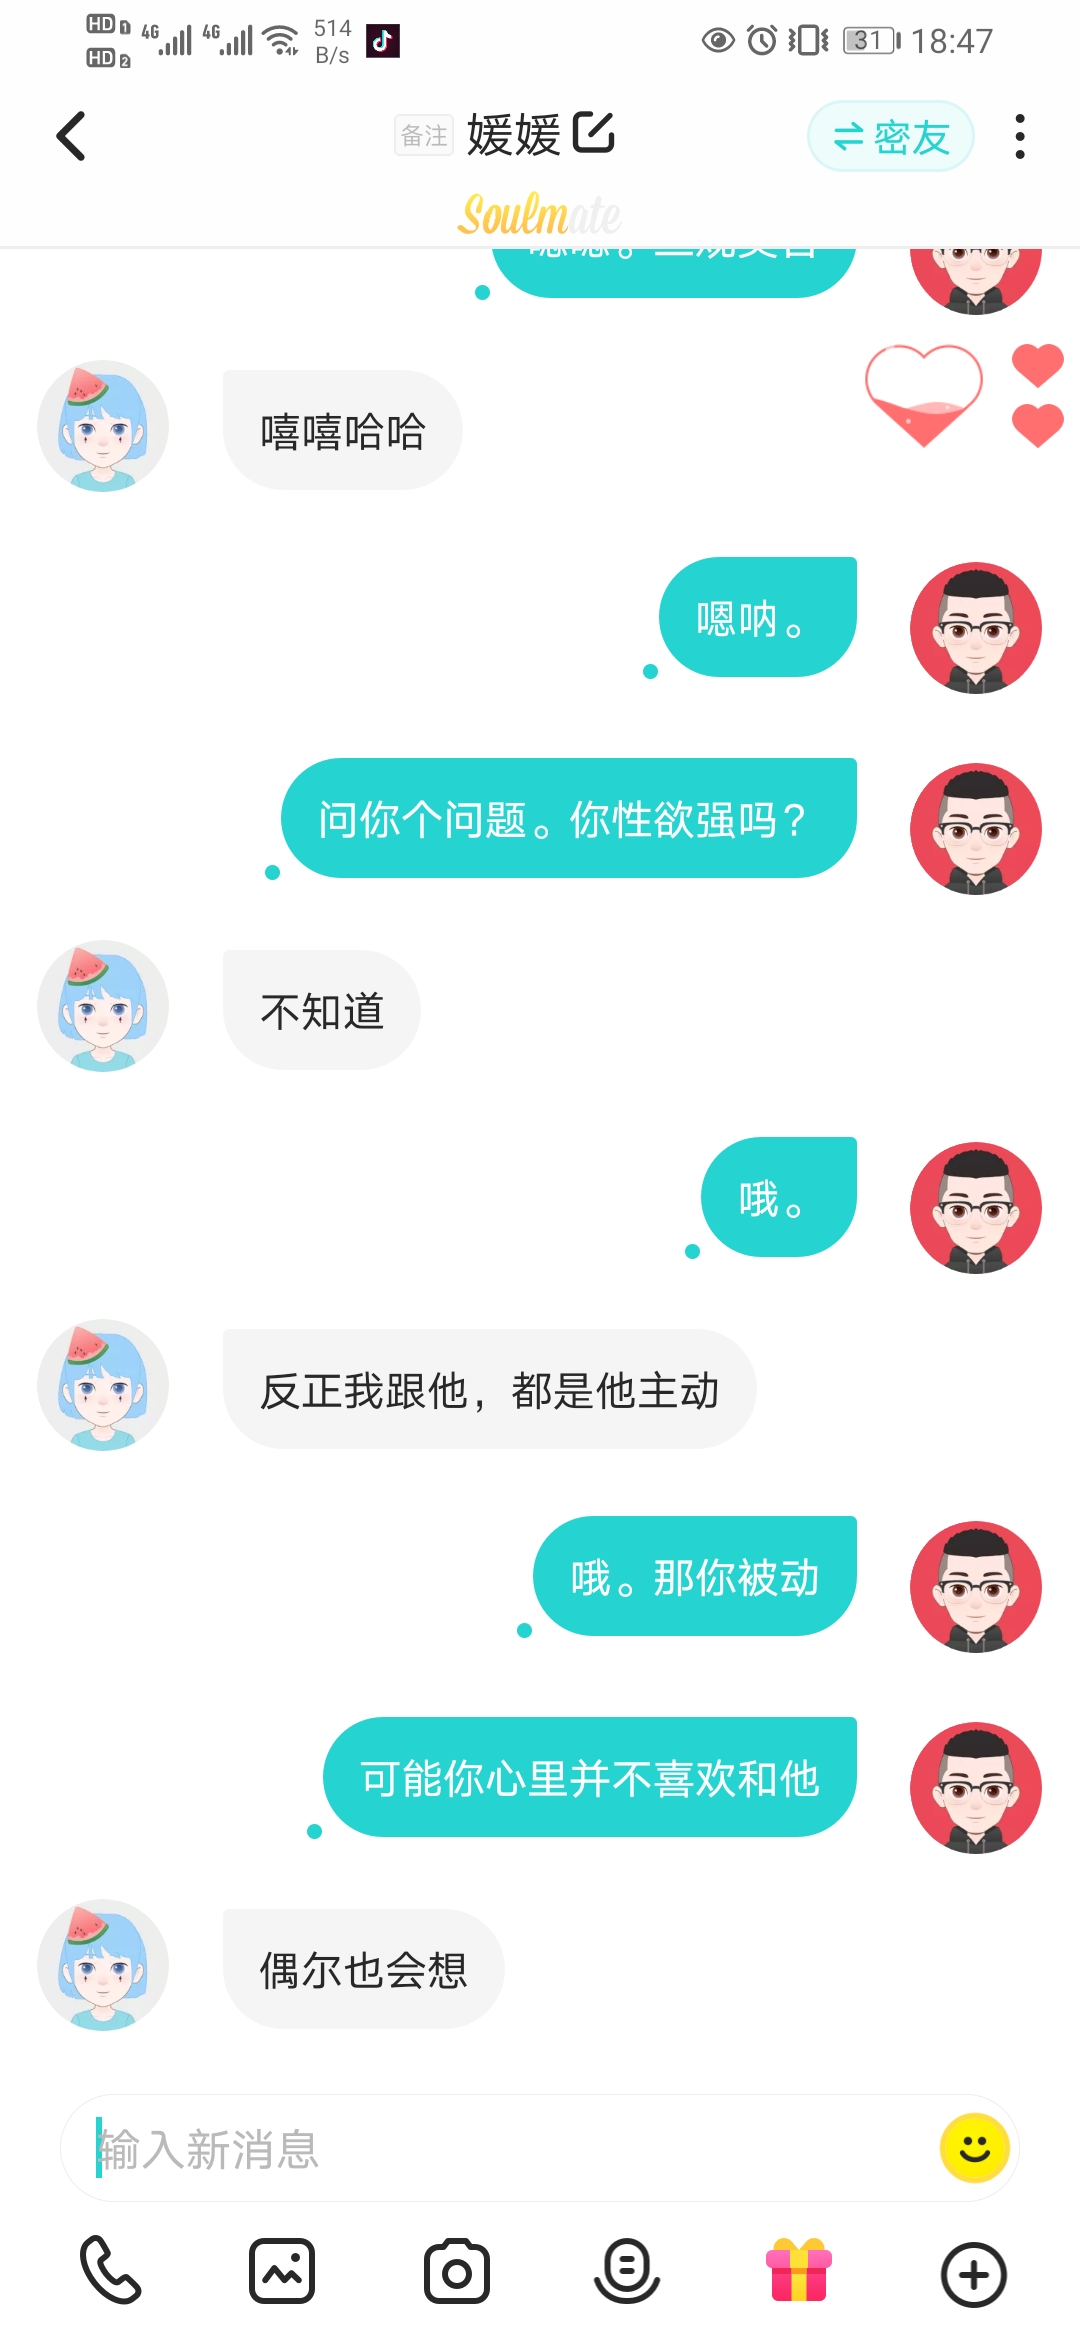 HD 1 4G 4G 514
HD 2 B/s
31 18:47
备注 媛媛 密友
Soulmate
嘻嘻哈哈
嗯呐。
问你个问题。你性欲强吗?
不知道
哦。
反正我跟他，都是他主动
哦。那你被动
可能你心里并不喜欢和他
偶尔也会想
输入新消息